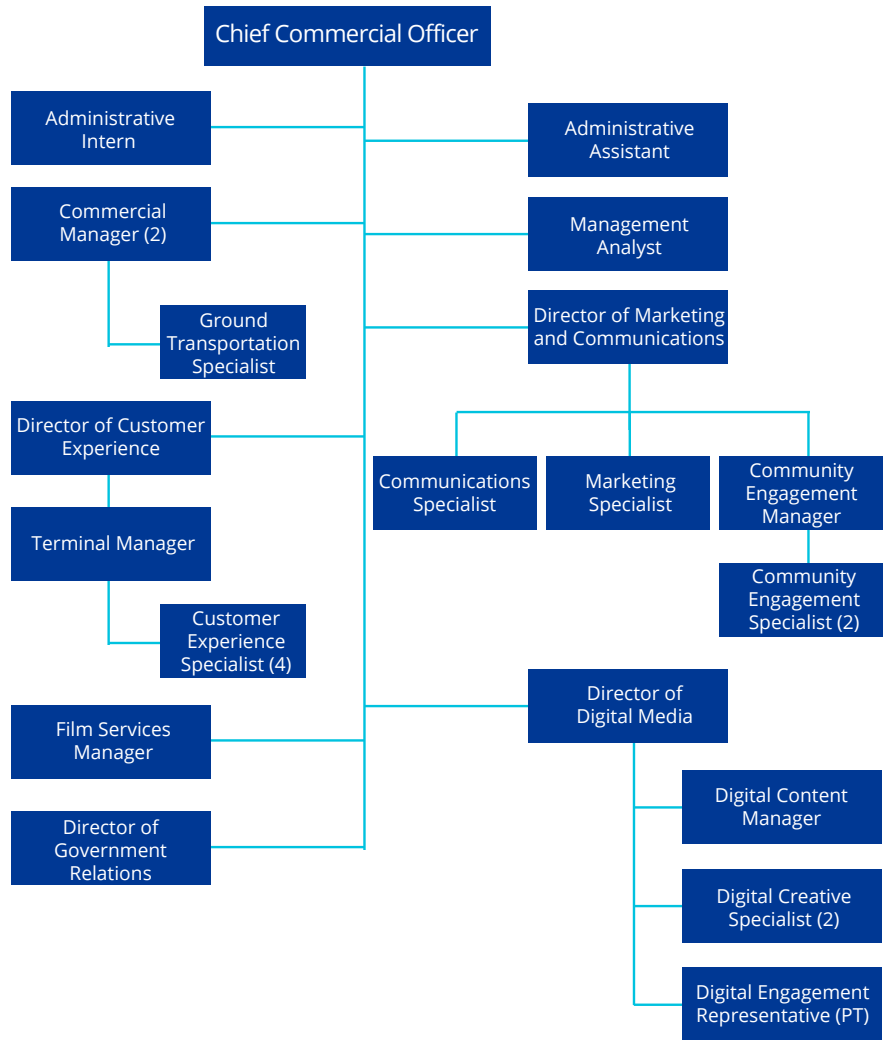 Chief Commercial Officer
Administrative
Intern
Administrative
Assistant
Commercial
Manager (2)
Management
Analyst
Ground
Transportation
Specialist
Director of Marketing
and Communications
Director of Customer
Experience
Communications
Specialist
Marketing
Specialist
Community
Engagement
Manager
Terminal Manager
Community
Engagement
Specialist (2)
Customer
Experience
Specialist (4)
Director of
Digital Media
Film Services
Manager
Digital Content
Manager
Director of
Government
Relations
Digital Creative
Specialist (2)
Digital Engagement
Representative (PT)